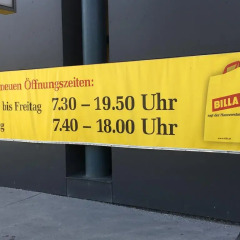 neuen Öffnungszeiten:
bis Freitag 7.30 – 19.50 Uhr
g 7.40 – 18.00 Uhr
BILLA